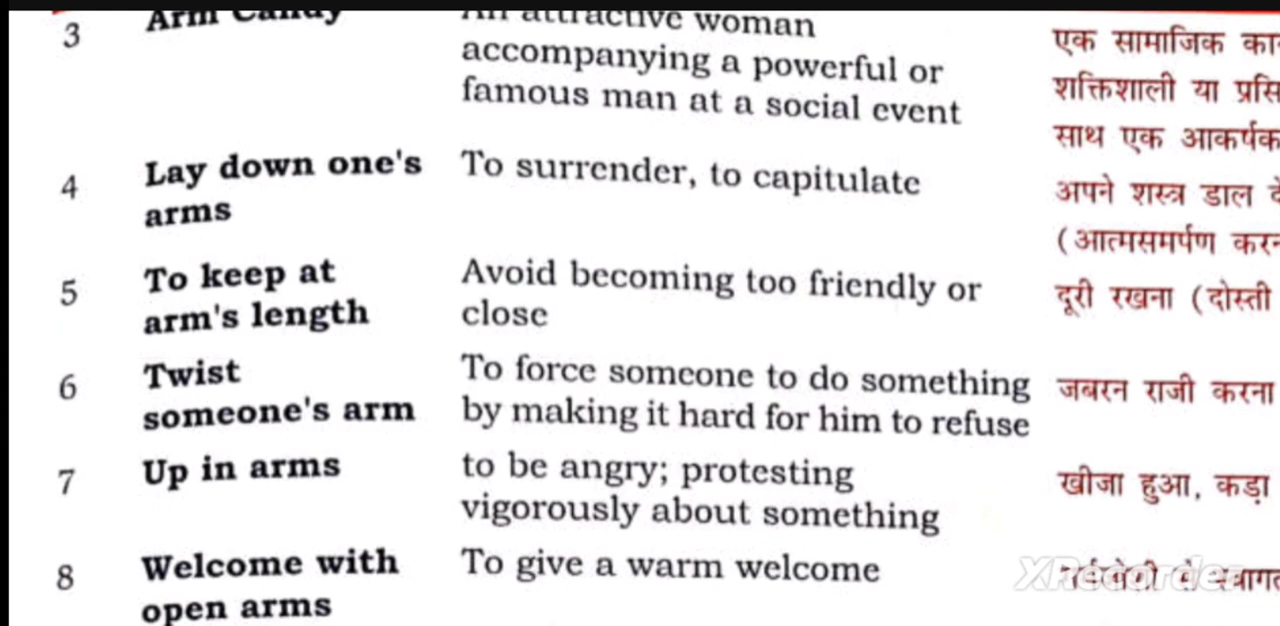 3 Arm Candy An attractive woman एक सामाजिक
accompanying a powerful or शक्तिशाली या
famous man at a social event साथ एक आकर्षक
4 Lay down one's To surrender, to capitulate अपने शस्त्र डाल
arms (आत्मसमर्पण
5 To keep at Avoid becoming too friendly or दूरी रखना (दोस्ती
arm's length close
6 Twist To force someone to do something जबरन राजी करना
someone's arm by making it hard for him to refuse
7 Up in arms to be angry; protesting खीजा हुआ, कड़ा
vigorously about something
8 Welcome with To give a warm welcome
open arms
XRecorder